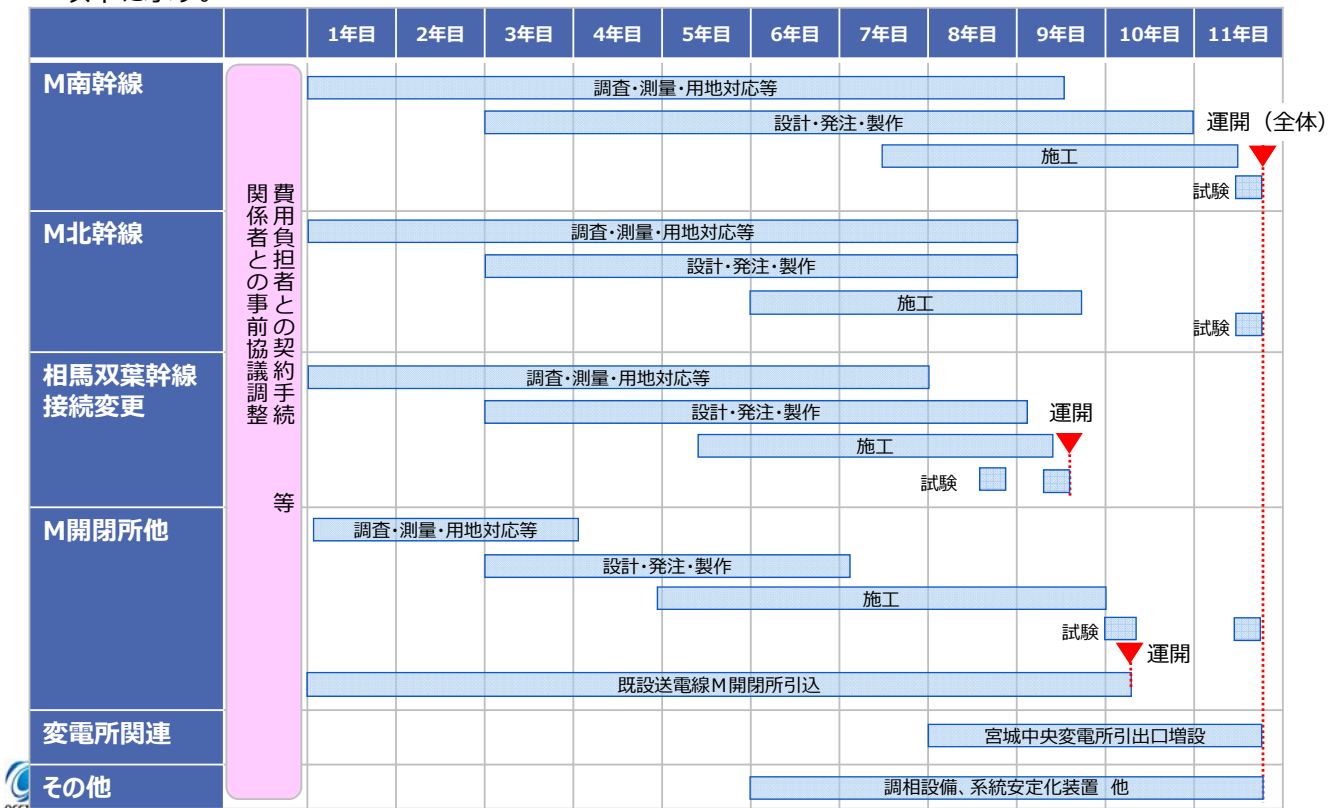 1年目 2年目 3年目 4年目 5年目 6年目 7年目 8年目 9年目 10年目 11年目
費用負担者との契約手続
関係者との事前協議調整 等
M南幹線
調査・測量・用地対応等
設計・発注・製作
運開（全体）
施工
試験
M北幹線
調査・測量・用地対応等
設計・発注・製作
施工
試験
相馬双葉幹線
接続変更
調査・測量・用地対応等
設計・発注・製作
運開
施工
試験
M開閉所他
調査・測量・用地対応等
設計・発注・製作
施工
試験
運開
既設送電線M開閉所引込
変電所関連
宮城中央変電所引出口増設
その他
調相設備、系統安定化装置 他